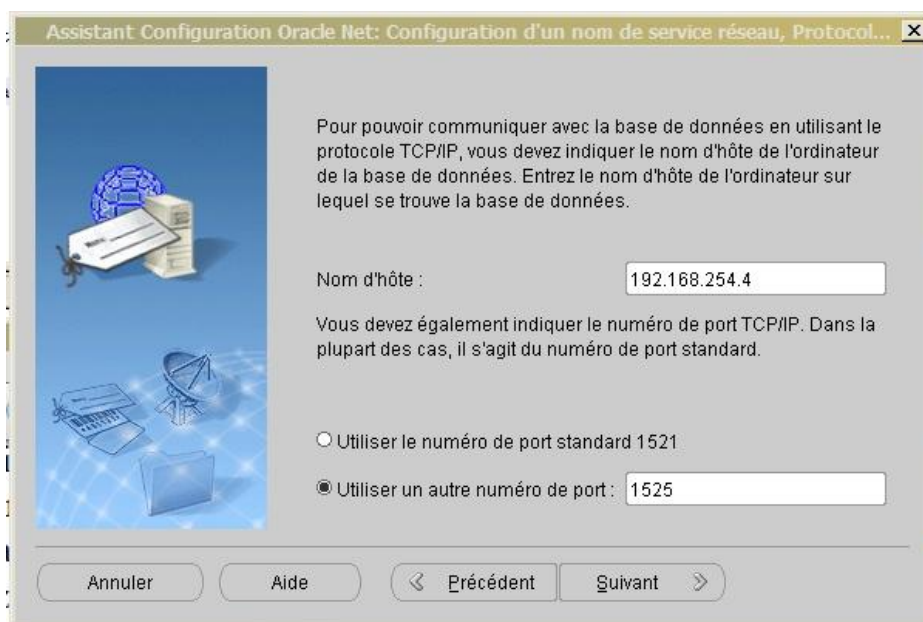 Assistant Configuration Oracle Net: Configuration d'un nom de service réseau, Protocol...
Pour pouvoir communiquer avec la base de données en utilisant le
protocole TCP/IP, vous devez indiquer le nom d'hôte de l'ordinateur
de la base de données. Entrez le nom d'hôte de l'ordinateur sur
lequel se trouve la base de données.
Nom d'hôte : 192.168.254.4
Vous devez également indiquer le numéro de port TCP/IP. Dans la
plupart des cas, il s'agit du numéro de port standard.
Utiliser le numéro de port standard 1521
Utiliser un autre numéro de port : 1525
Annuler Aide Précédent Suivant